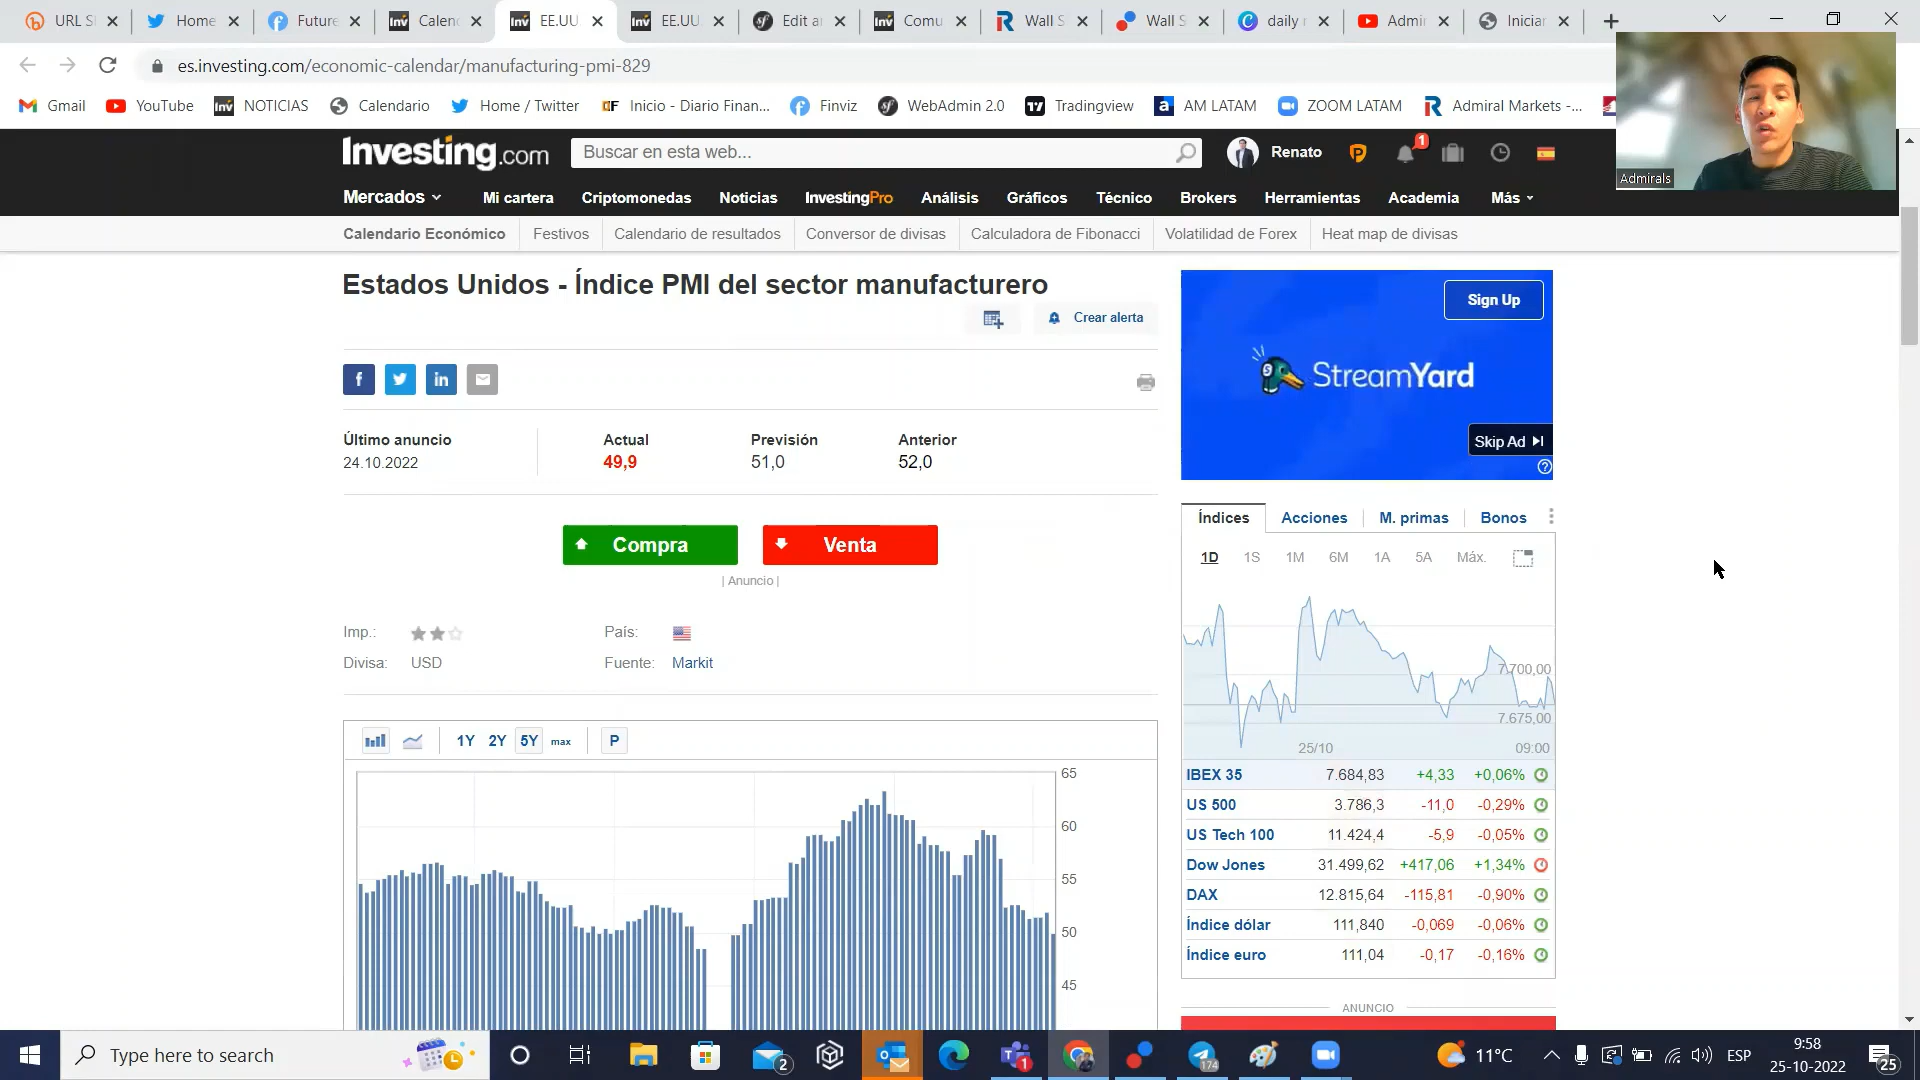 URL S
Home
Future
Calenc
EE.UU
EE.UU.
Edit ar
Comu
Wall S
Wall S
daily r
Admir
Iniciar
es.investing.com/economic-calendar/manufacturing-pmi-829
Gmail
YouTube
NOTICIAS
Calendario
Home / Twitter
Inicio - Diario Finan...
Finviz
WebAdmin 2.0
Tradingview
AM LATAM
ZOOM LATAM
Admiral Markets -...
Admirals
Investing.com
Buscar en esta web...
Renato
1
Mercados
Mi cartera
Criptomonedas
Noticias
InvestingPro
Análisis
Gráficos
Técnico
Brokers
Herramientas
Academia
Más
Calendario Económico
Festivos
Calendario de resultados
Conversor de divisas
Calculadora de Fibonacci
Volatilidad de Forex
Heat map de divisas
Estados Unidos - Índice PMI del sector manufacturero
Crear alerta
Sign Up
StreamYard
Skip Ad
Último anuncio
24.10.2022
Actual
49,9
Previsión
51,0
Anterior
52,0
Compra
Venta
| Anuncio |
Imp.:
País:
Divisa: USD
Fuente: Markit
1Y 2Y 5Y max P
65
60
55
50
45
Índices
Acciones
M. primas
Bonos
1D 1S 1M 6M 1A 5A Máx.
7.700,00
7.675,00
25/10
09:00
IBEX 35 7.684,83 +4,33 +0,06%
US 500 3.786,3 -11,0 -0,29%
US Tech 100 11.424,4 -5,9 -0,05%
Dow Jones 31.499,62 +417,06 +1,34%
DAX 12.815,64 -115,81 -0,90%
Índice dólar 111,840 -0,069 -0,06%
Índice euro 111,04 -0,17 -0,16%
ANUNCIO
Type here to search
2
1
174
11°C
ESP
9:58
25-10-2022
25